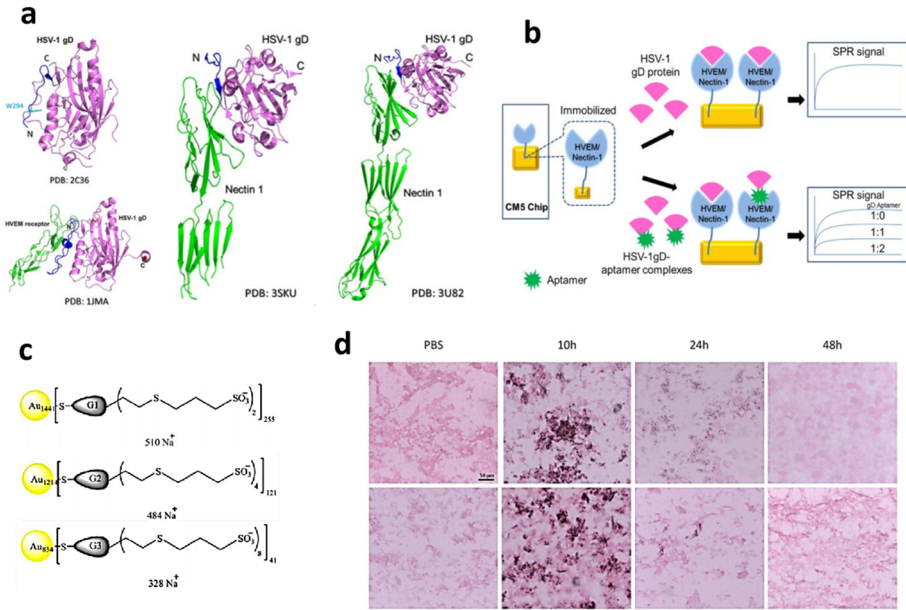 a
HSV-1 gD
C
W294
N
PDB: 2C36
HVEM receptor
N
HSV-1 gD
C
PDB: 1JMA
HSV-1 gD
N
C
Nectin 1
PDB: 3SKU
HSV-1 gD
N
C
Nectin 1
PDB: 3U82
b
CM5 Chip
Immobilized
HVEM/
Nectin-1
HSV-1
gD protein
HVEM/
Nectin-1
HVEM/
Nectin-1
SPR signal
HSV-1gD-
aptamer complexes
Aptamer
HVEM/
Nectin-1
HVEM/
Nectin-1
SPR signal
gD:Aptamer
1:0
1:1
1:2
c
Au1441 S G1 S SO3- 2 255
510 Na+
Au1214 S G2 S SO3- 4 121
484 Na+
Au834 S G3 S SO3- 8 41
328 Na+
d
PBS 10h 24h 48h